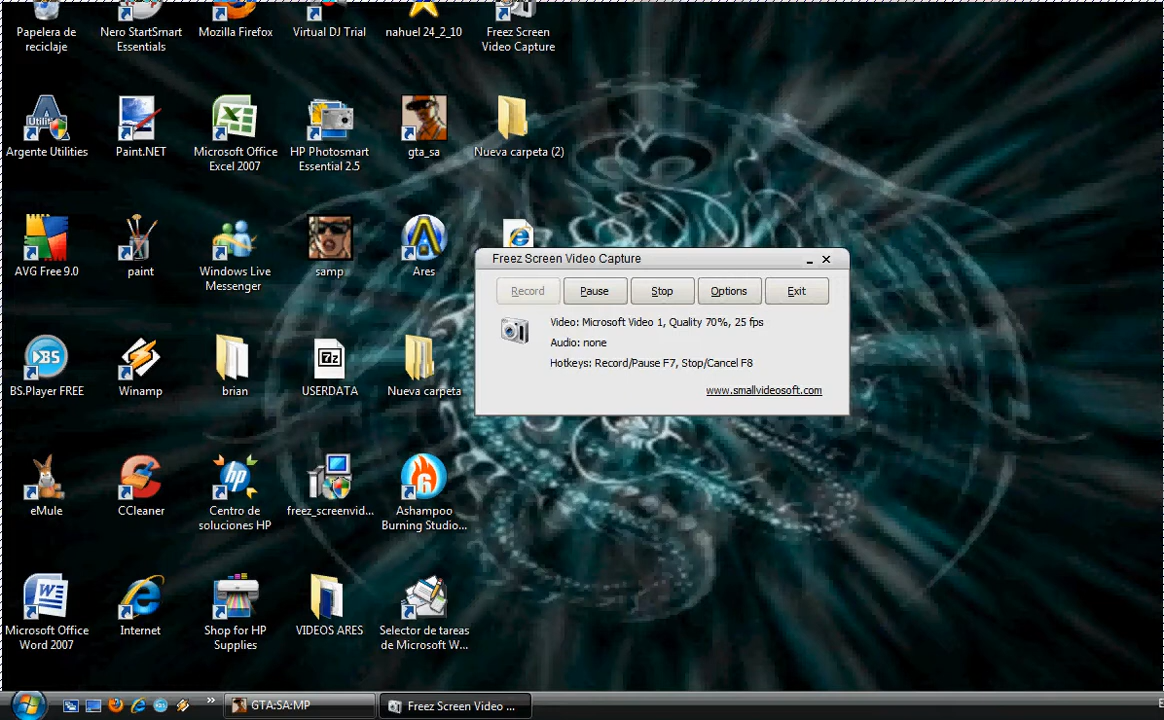 Papelera de
reciclaje
Nero StartSmart
Essentials
Mozilla Firefox
Virtual DJ Trial
nahuel 24_2_10
Freez Screen
Video Capture
Utilit
Argente Utilities
Paint.NET
Microsoft Office
Excel 2007
HP Photosmart
Essential 2.5
gta_sa
Nueva carpeta (2)
AVG Free 9.0
paint
Windows Live
Messenger
samp
Ares
Freez Screen Video Capture
Record
Pause
Stop
Options
Exit
Video: Microsoft Video 1, Quality 70%, 25 fps
Audio: none
Hotkeys: Record/Pause F7, Stop/Cancel F8
www.smallvideosoft.com
BS
BS.Player FREE
Winamp
brian
7z
USERDATA
Nueva carpeta
eMule
CCleaner
hp
Centro de
soluciones HP
freez_screenvid...
6
Ashampoo
Burning Studio...
Microsoft Office
Word 2007
Internet
Shop for HP
Supplies
VIDEOS ARES
Selector de tareas
de Microsoft W...
GTA:SA:MP
Freez Screen Video ...